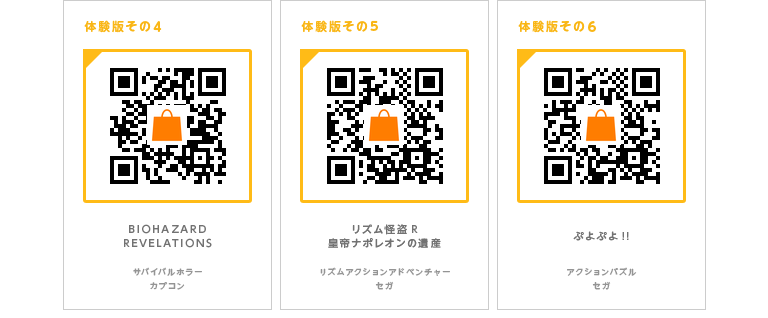 体験版その4
BIOHAZARD
REVELATIONS
サバイバルホラー
カプコン
体験版その5
リズム怪盗R
皇帝ナポレオンの遺産
リズムアクションアドベンチャー
セガ
体験版その6
ぷよぷよ!!
アクションパズル
セガ